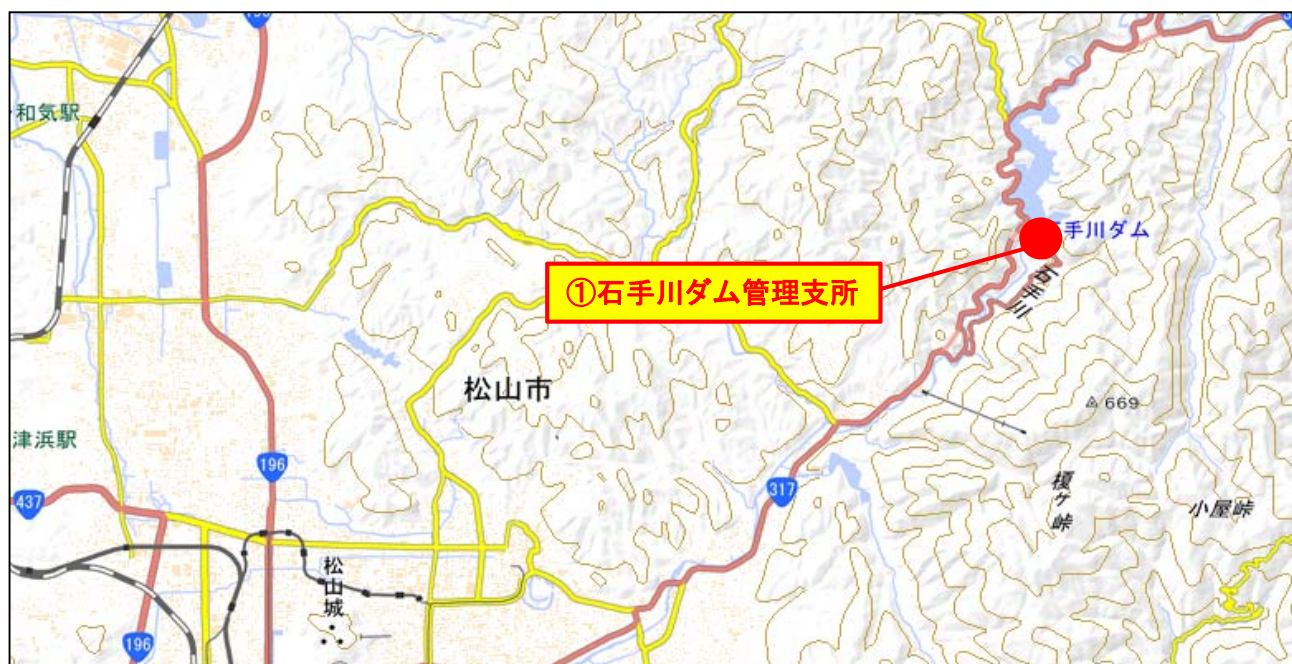 和気駅
手川ダム
①石手川ダム管理支所
石手川
松山市
669
津浜駅
196
317
437
榎ケ峠
小屋峠
松山城
196